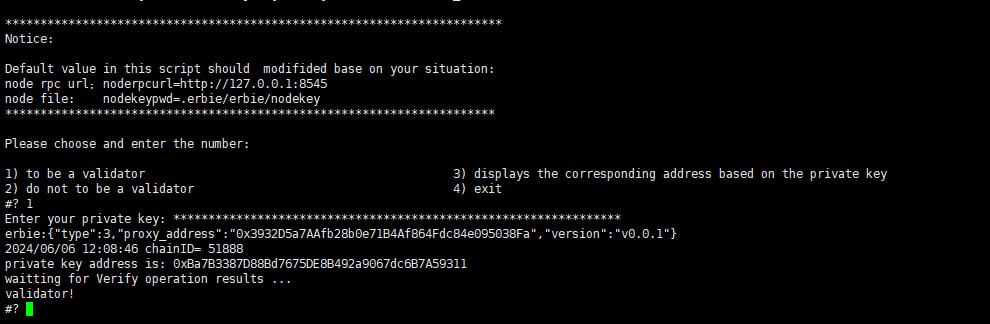 ***********************************************************************
Notice:
Default value in this script should  modifided base on your situation:
node rpc url; noderpcurl=http://127.0.0.1:8545
node file:    nodekeypwd=.erbie/erbie/nodekey
**********************************************************************
Please choose and enter the number:
1) to be a validator                                            3) displays the corresponding address based on the private key
2) do not to be a validator                                     4) exit
#? 1
Enter your private key: ****************************************************************
erbie:{"type":3,"proxy_address":"0x3932D5a7AAfb28b0e71B4Af864Fdc84e095038Fa","version":"v0.0.1"}
2024/06/06 12:08:46 chainID= 51888
private key address is: 0xBa7B3387D88Bd7675DE8B492a9067dc6B7A59311
waitting for Verify operation results ...
validator!
#?